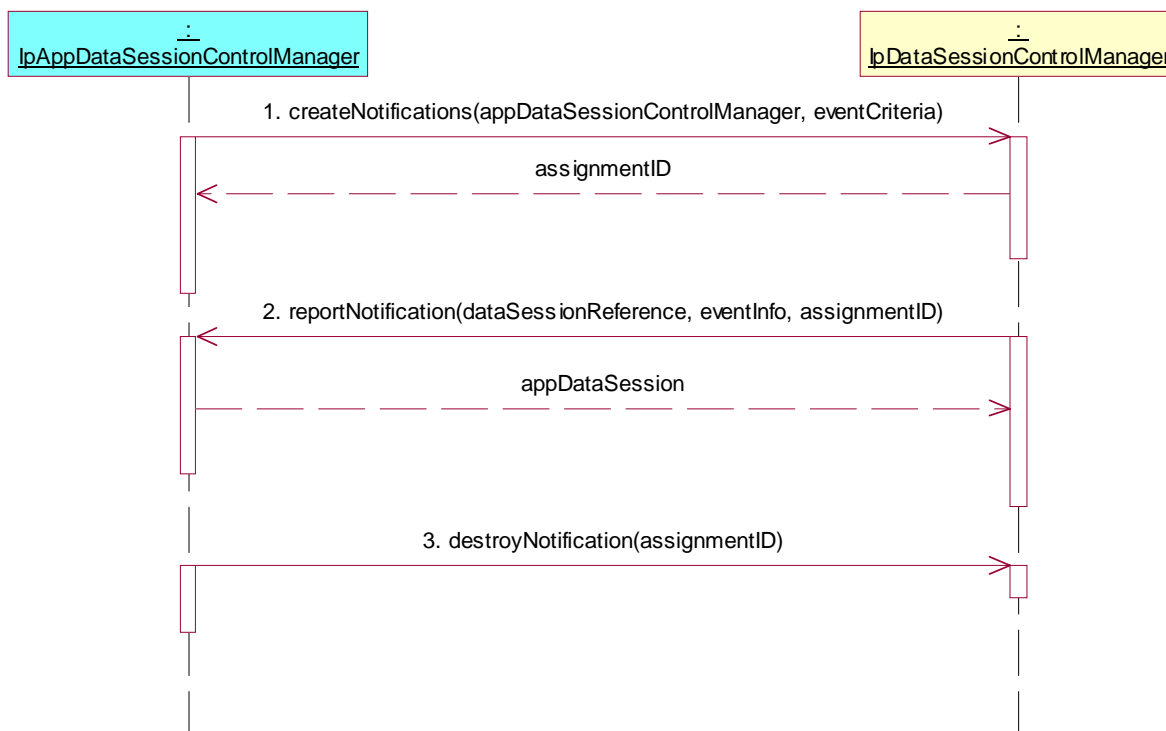 :
IpAppDataSessionControlManager
:
IpDataSessionControlManager
1. createNotifications(appDataSessionControlManager, eventCriteria)
assignmentID
2. reportNotification(dataSessionReference, eventInfo, assignmentID)
appDataSession
3. destroyNotification(assignmentID)